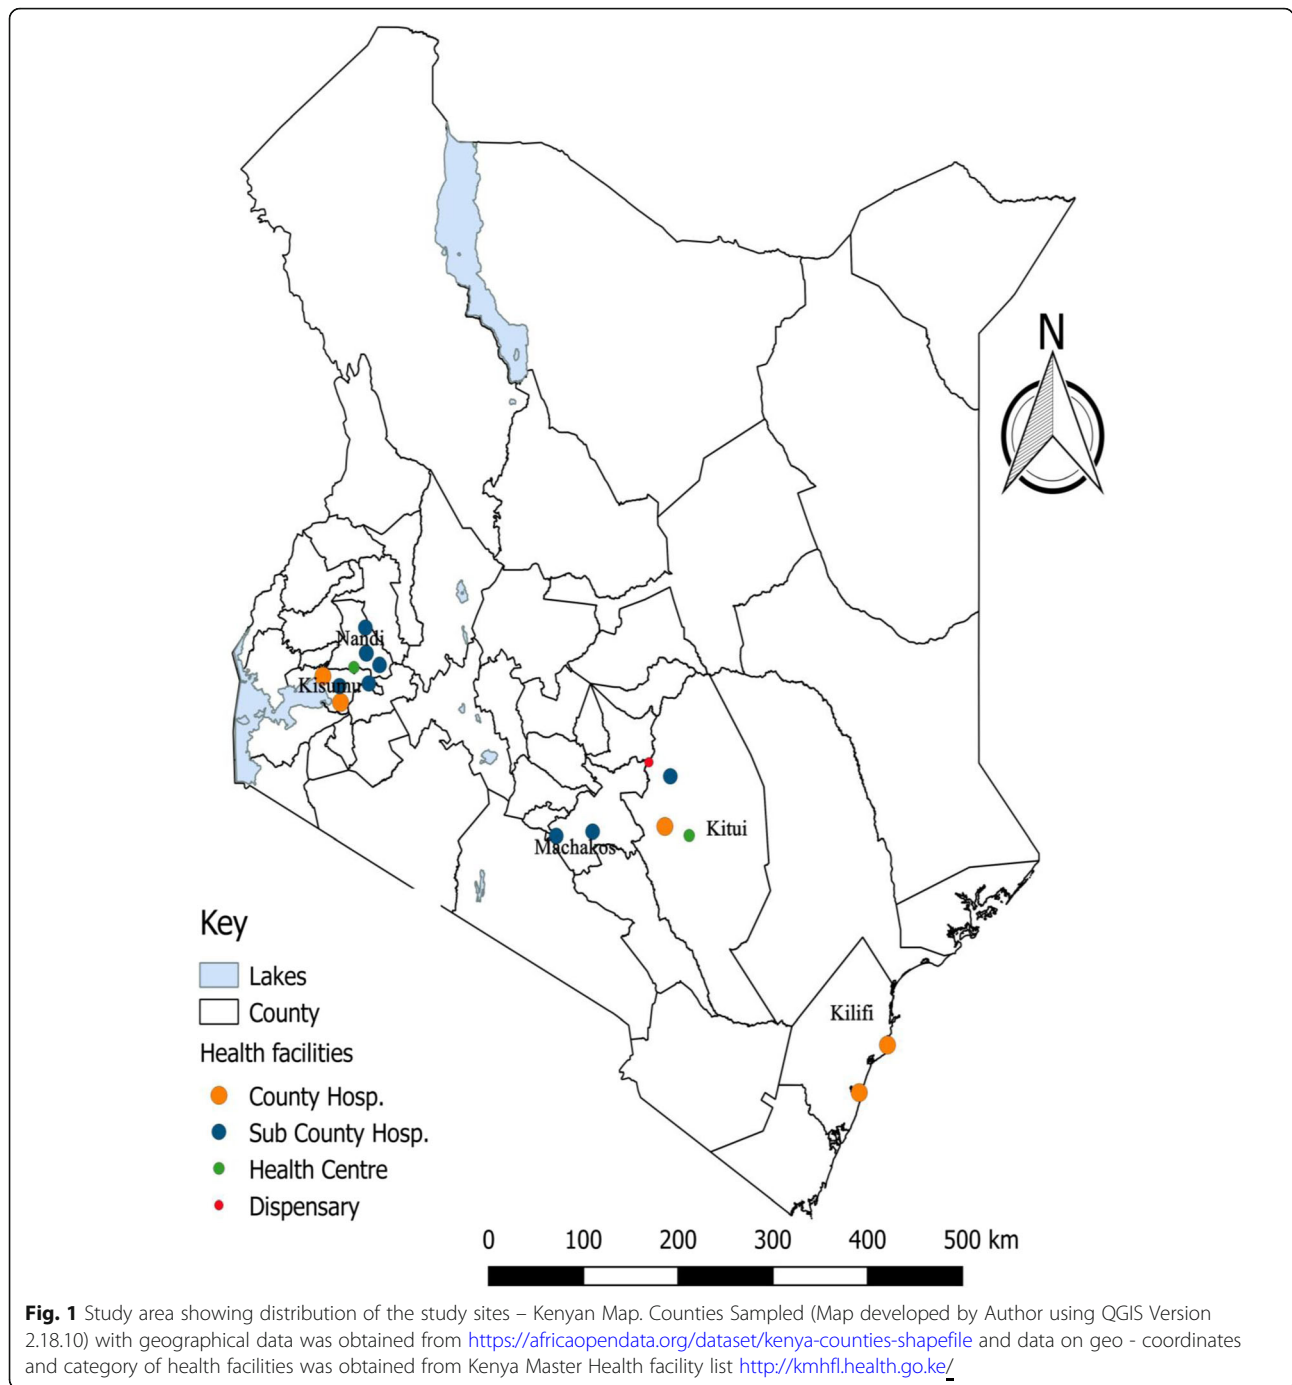 N
Nandi
Kisumu
Kitui
Machakos
Kilifi
Key
Lakes
County
Health facilities
County Hosp.
Sub County Hosp.
Health Centre
Dispensary
0 100 200 300 400 500 km
Fig. 1 Study area showing distribution of the study sites – Kenyan Map. Counties Sampled (Map developed by Author using QGIS Version
2.18.10) with geographical data was obtained from https://africaopendata.org/dataset/kenya-counties-shapefile and data on geo - coordinates
and category of health facilities was obtained from Kenya Master Health facility list http://kmhfl.health.go.ke/